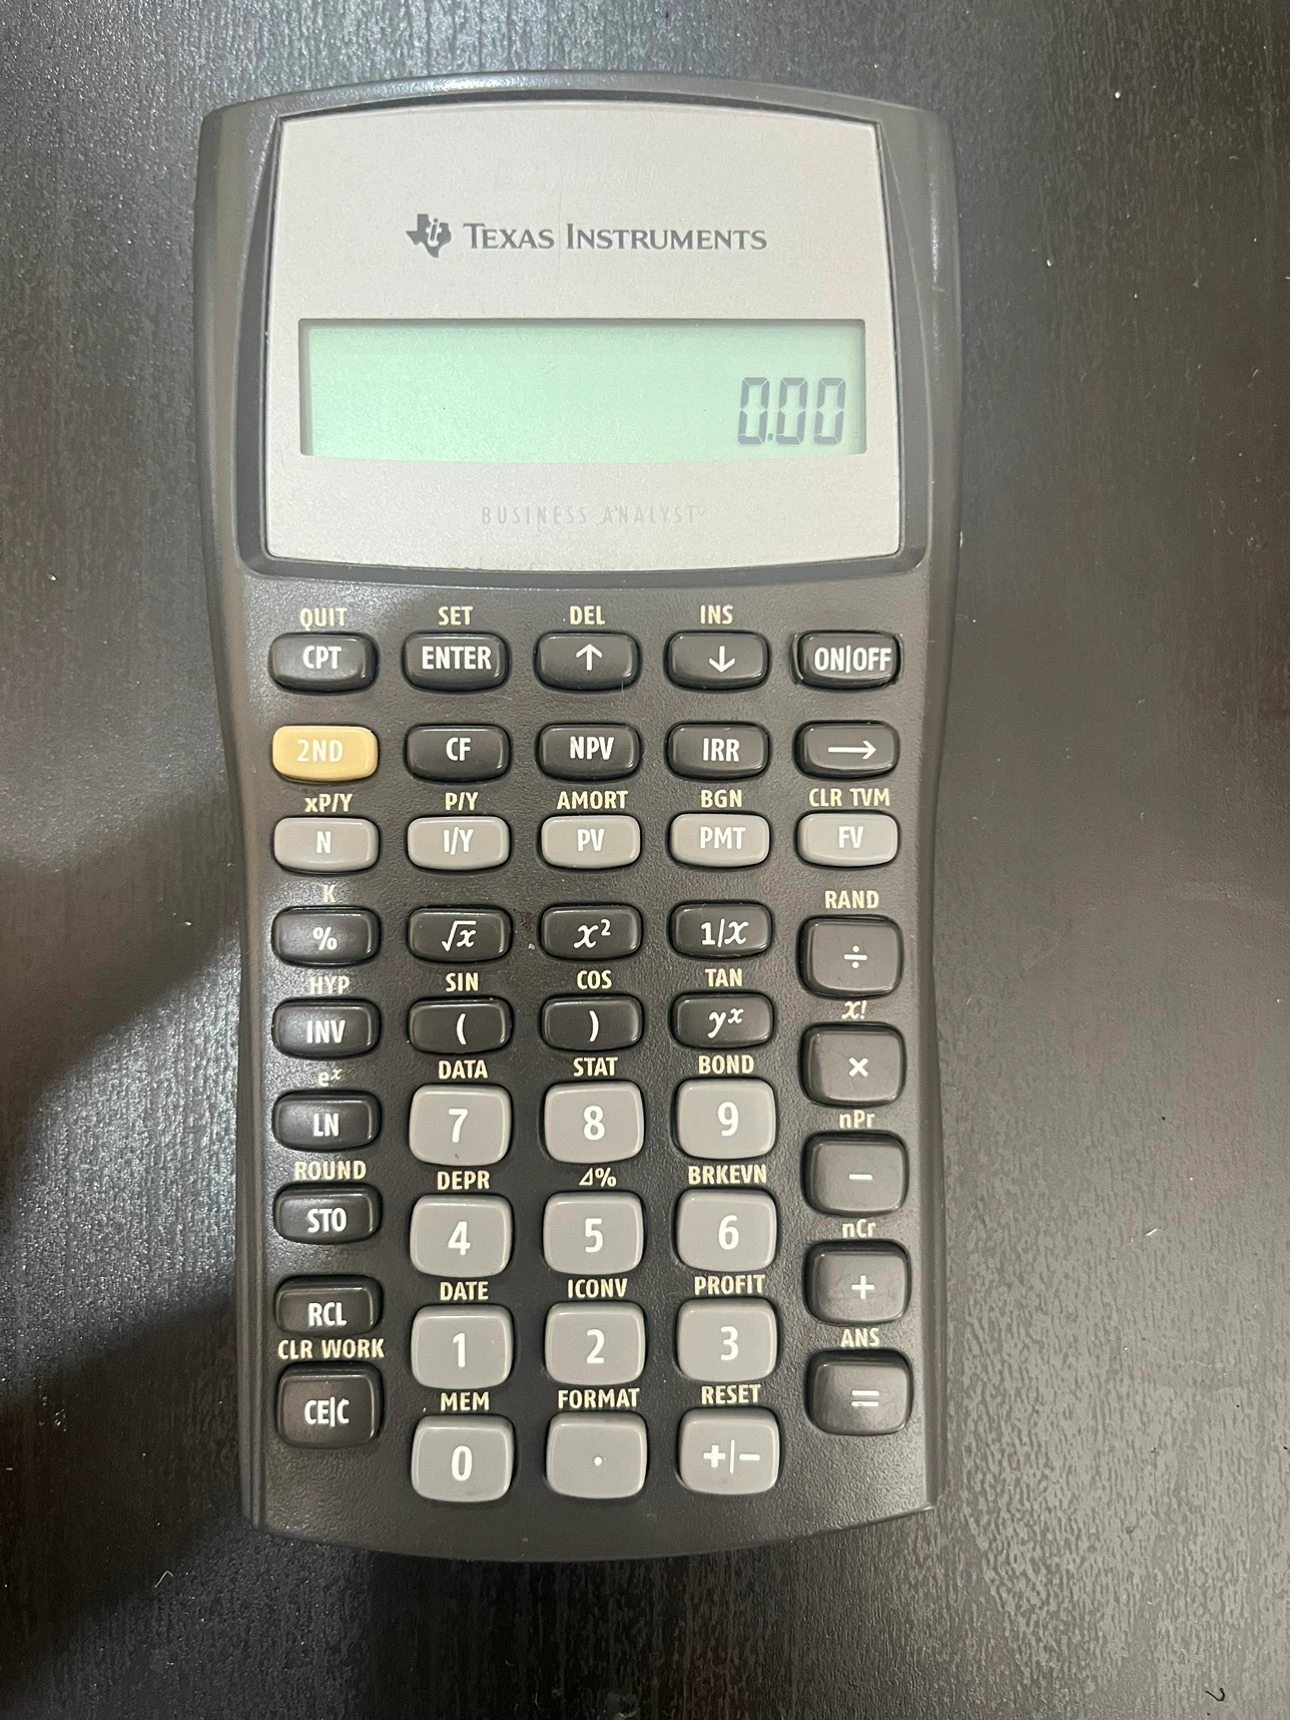 TEXAS INSTRUMENTS
0.00
BUSINESS ANALYST
QUIT SET DEL INS
CPT ENTER ↑ ↓ ON|OFF
2ND CF NPV IRR →
xP/Y P/Y AMORT BGN CLR TVM
N I/Y PV PMT FV
K RAND
% √x x² 1/x ÷
HYP SIN COS TAN x!
INV ( ) yˣ ×
eˣ DATA STAT BOND nPr
LN 7 8 9 −
ROUND DEPR Δ% BRKEVN nCr
STO 4 5 6 +
DATE ICONV PROFIT ANS
RCL 1 2 3 =
CLR WORK MEM FORMAT RESET
CE|C 0 . +|−